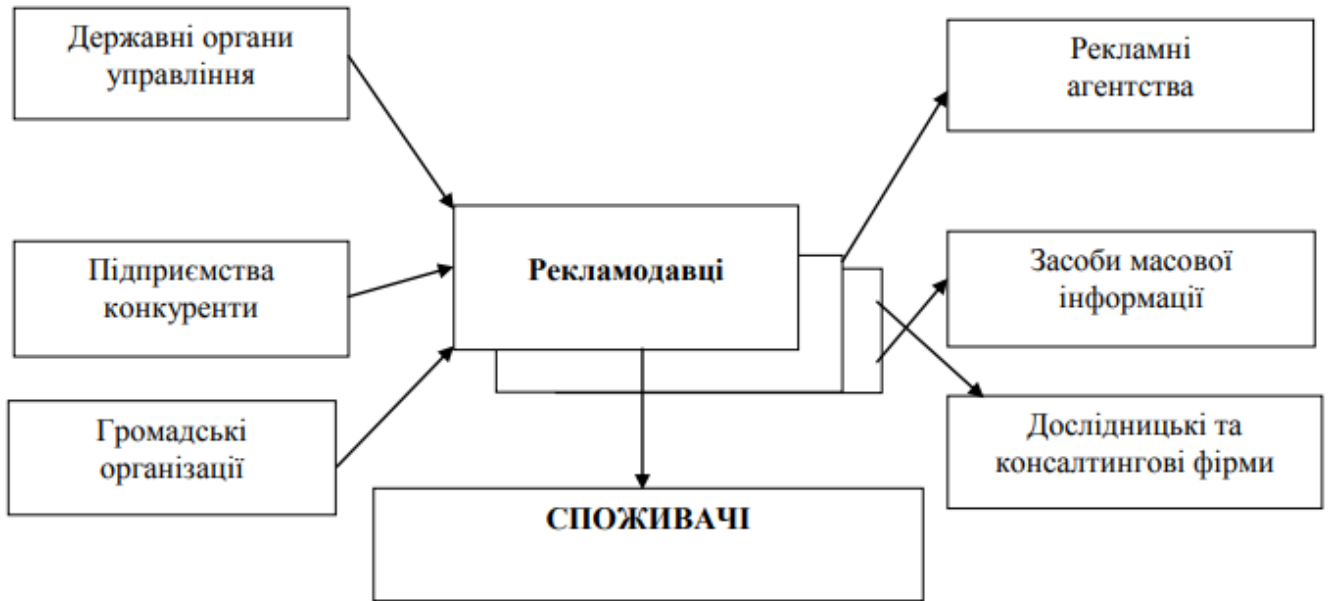 Державні органи
управління
Рекламні
агентства
Підприємства
конкуренти
Рекламодавці
Засоби масової
інформації
Громадські
організації
Дослідницькі та
консалтингові фірми
СПОЖИВАЧІ